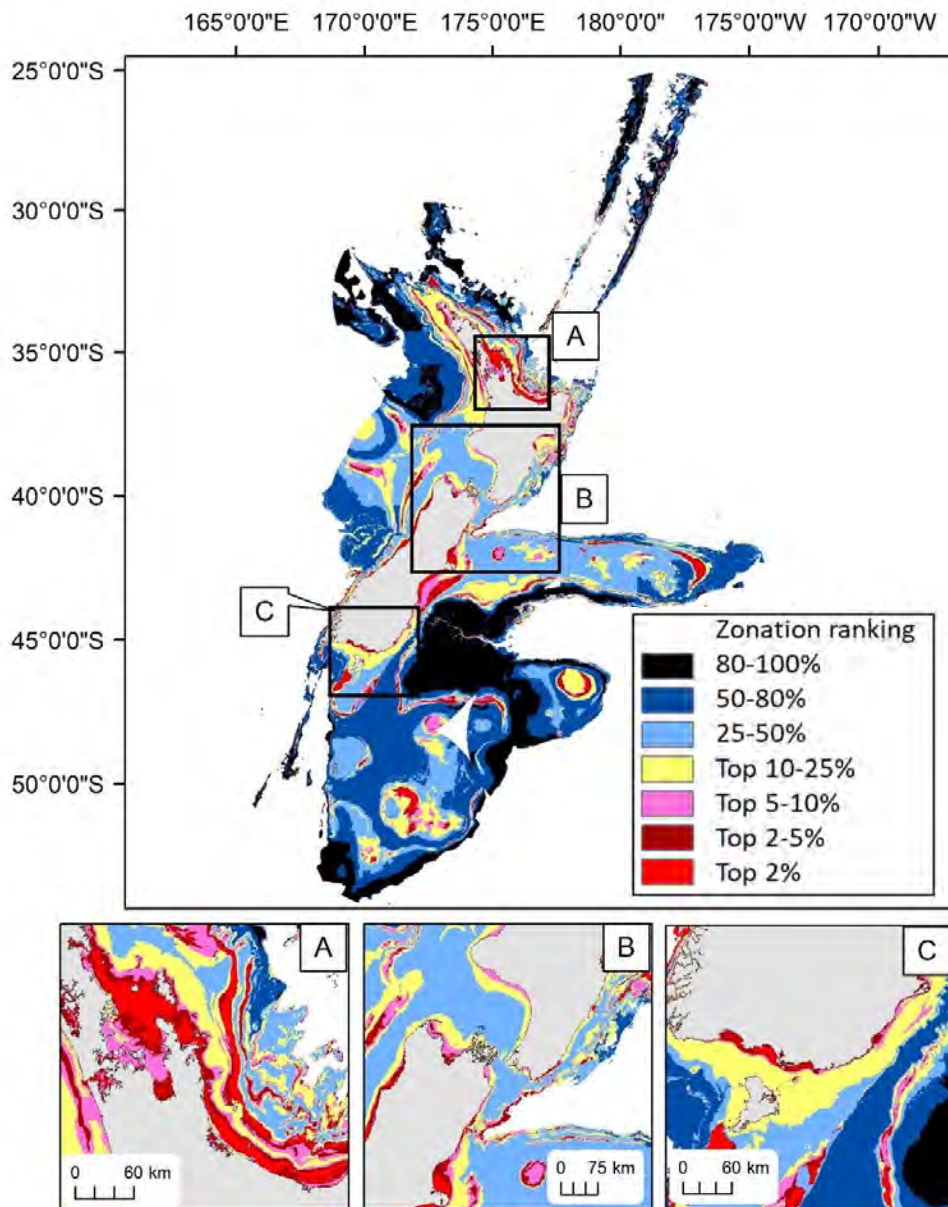 165°0'0"E 170°0'0"E 175°0'0"E 180°0'0" 175°0'0"W 170°0'0"W
25°0'0"S
30°0'0"S
35°0'0"S
40°0'0"S
45°0'0"S
50°0'0"S
A
B
C
Zonation ranking
80-100%
50-80%
25-50%
Top 10-25%
Top 5-10%
Top 2-5%
Top 2%
A
0 60 km
B
0 75 km
C
0 60 km